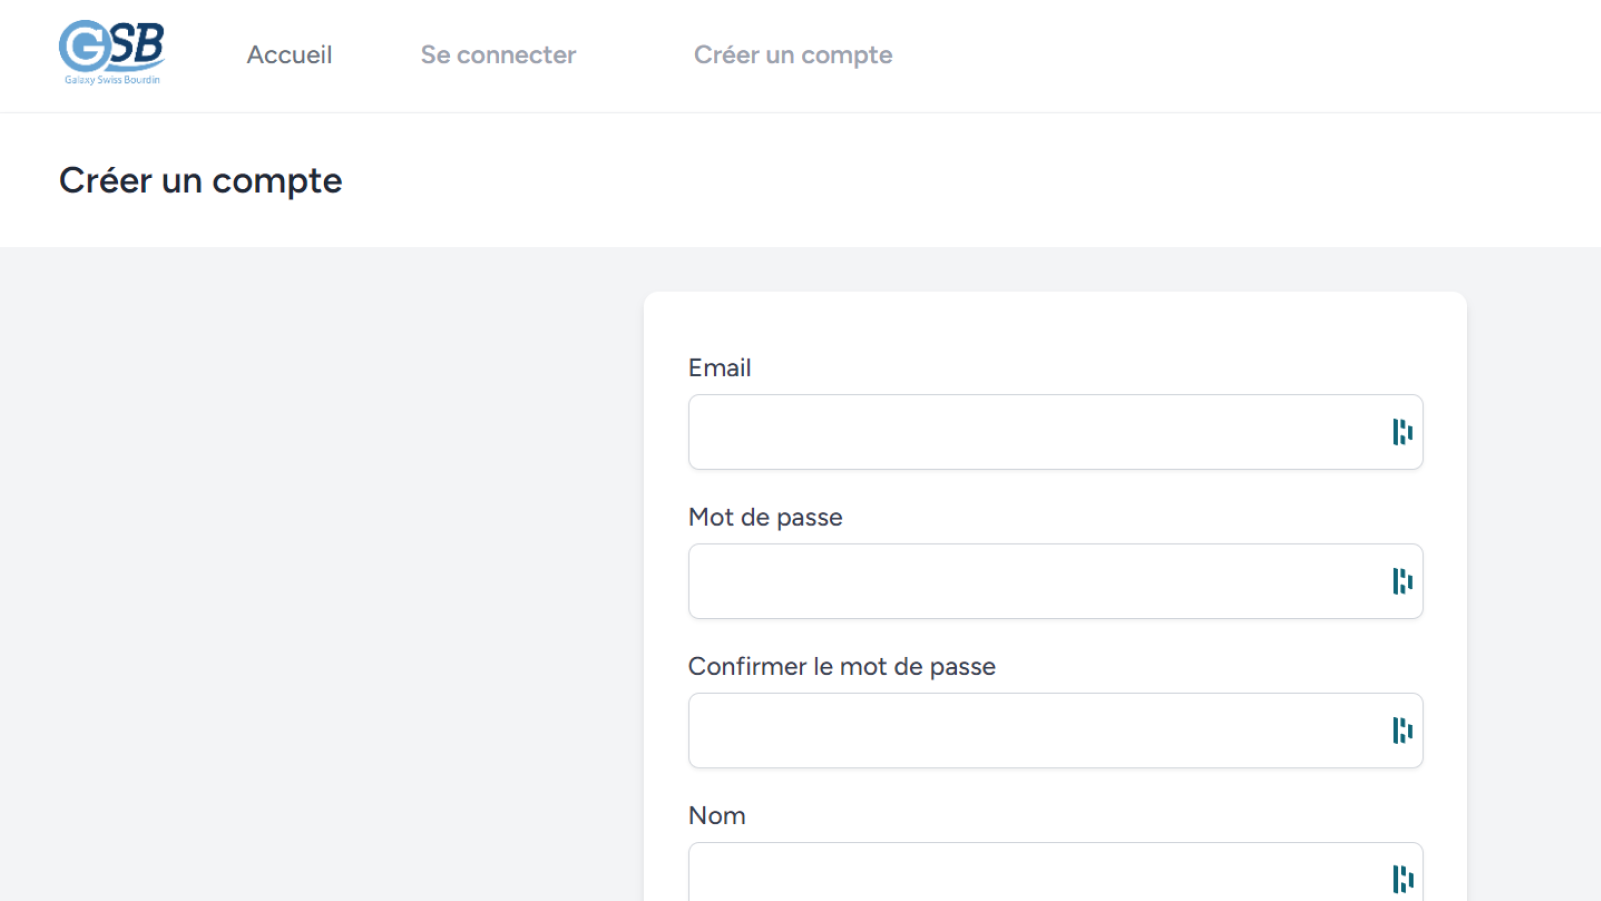 GSB
Galaxy Swiss Bourdin
Accueil
Se connecter
Créer un compte
Créer un compte
Email
Mot de passe
Confirmer le mot de passe
Nom